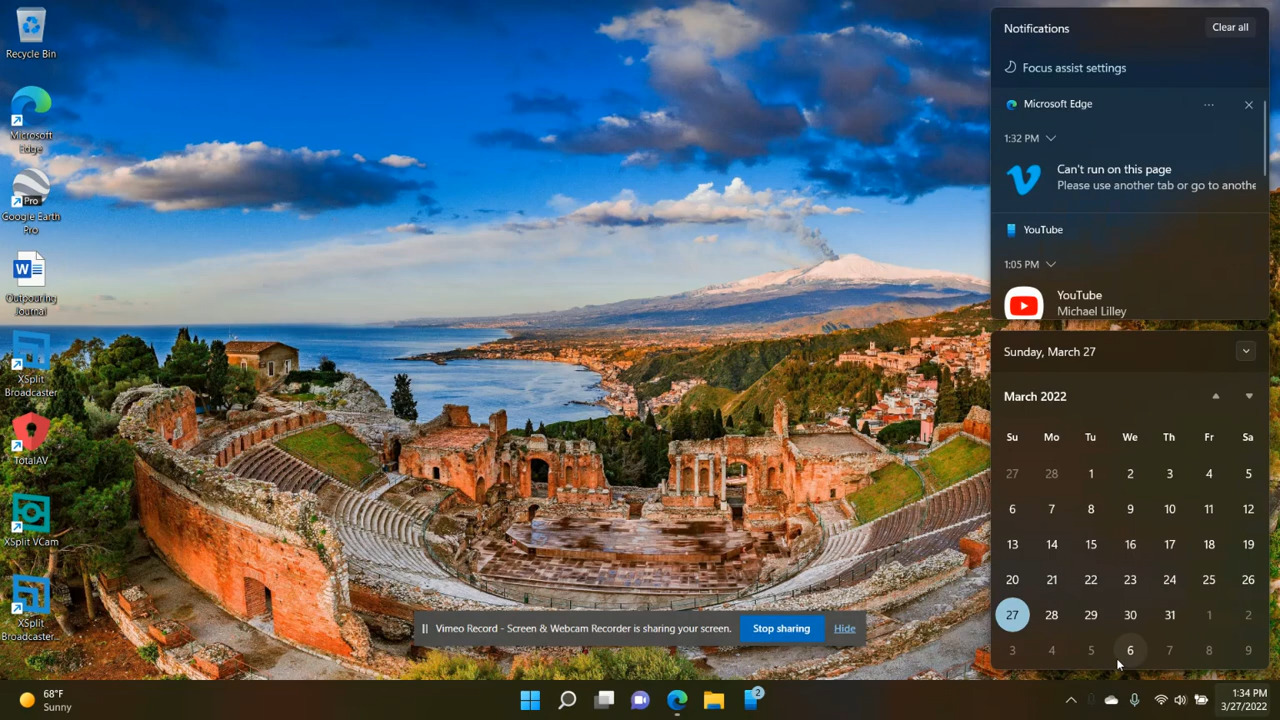 Recycle Bin
Microsoft
Edge
Pro
Google Earth
Pro
W
Outpouring
Journal
XSplit
Broadcaster
TotalAV
XSplit VCam
XSplit
Broadcaster...
Notifications
Clear all
Focus assist settings
Microsoft Edge
1:32 PM
Can't run on this page
Please use another tab or go to anothe
YouTube
1:05 PM
YouTube
Michael Lilley
Sunday, March 27
March 2022
Su Mo Tu We Th Fr Sa
27 28 1 2 3 4 5
6 7 8 9 10 11 12
13 14 15 16 17 18 19
20 21 22 23 24 25 26
27 28 29 30 31 1 2
3 4 5 6 7 8 9
Vimeo Record - Screen & Webcam Recorder is sharing your screen. Stop sharing Hide
68°F
Sunny
2
1:34 PM
3/27/2022